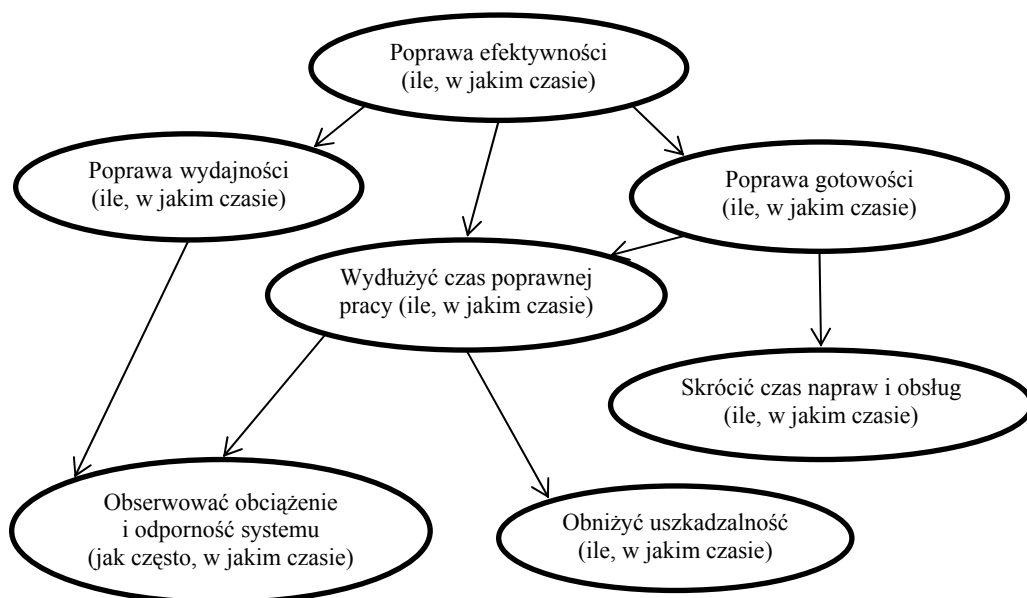 Poprawa efektywności
(ile, w jakim czasie)
Poprawa wydajności
(ile, w jakim czasie)
Poprawa gotowości
(ile, w jakim czasie)
Wydłużyć czas poprawnej
pracy (ile, w jakim czasie)
Skrócić czas napraw i obsług
(ile, w jakim czasie)
Obserwować obciążenie
i odporność systemu
(jak często, w jakim czasie)
Obniżyć uszkadzalność
(ile, w jakim czasie)